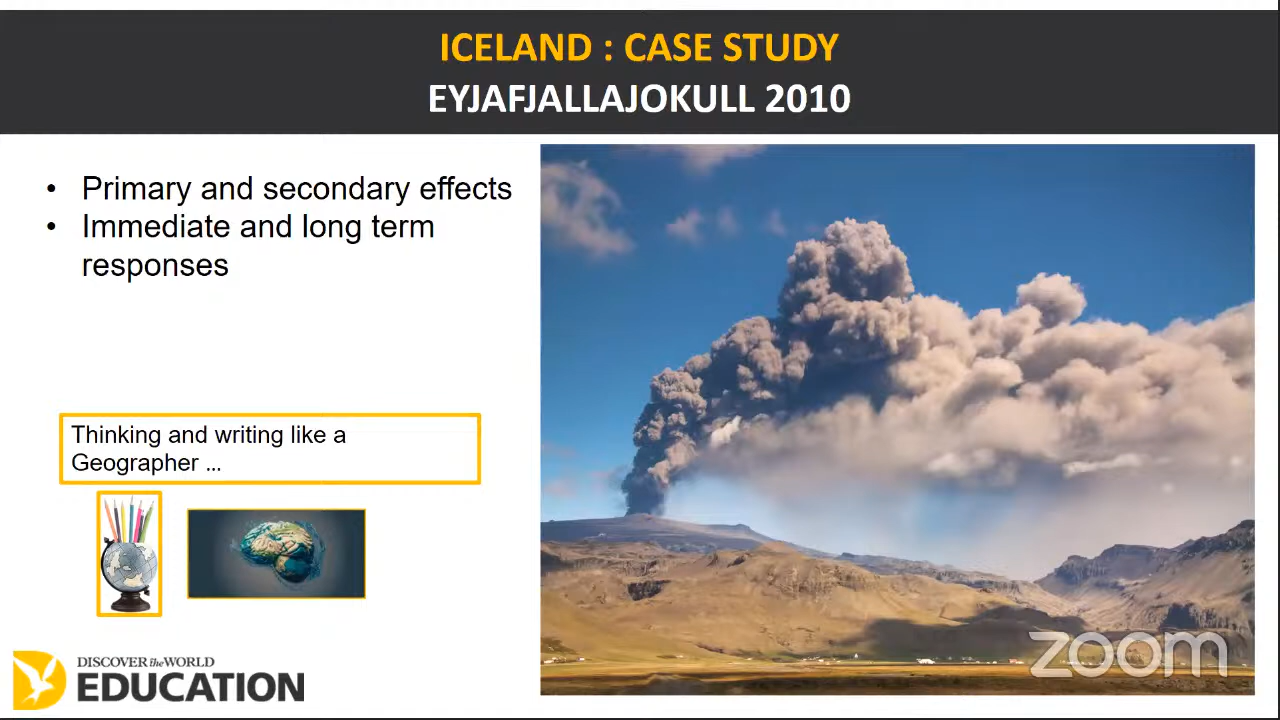 ICELAND : CASE STUDY
EYJAFJALLAJOKULL 2010
• Primary and secondary effects
• Immediate and long term
responses
Thinking and writing like a
Geographer ...
DISCOVER the WORLD
EDUCATION
zoom